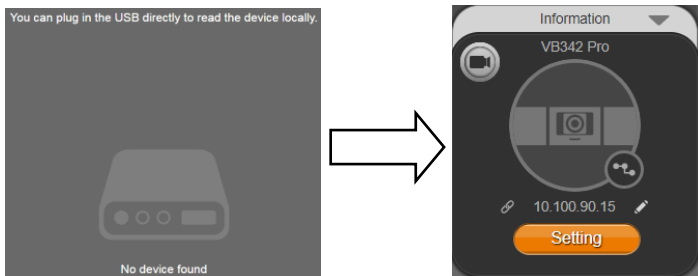 You can plug in the USB directly to read the device locally.
No device found
Information
VB342 Pro
10.100.90.15
Setting